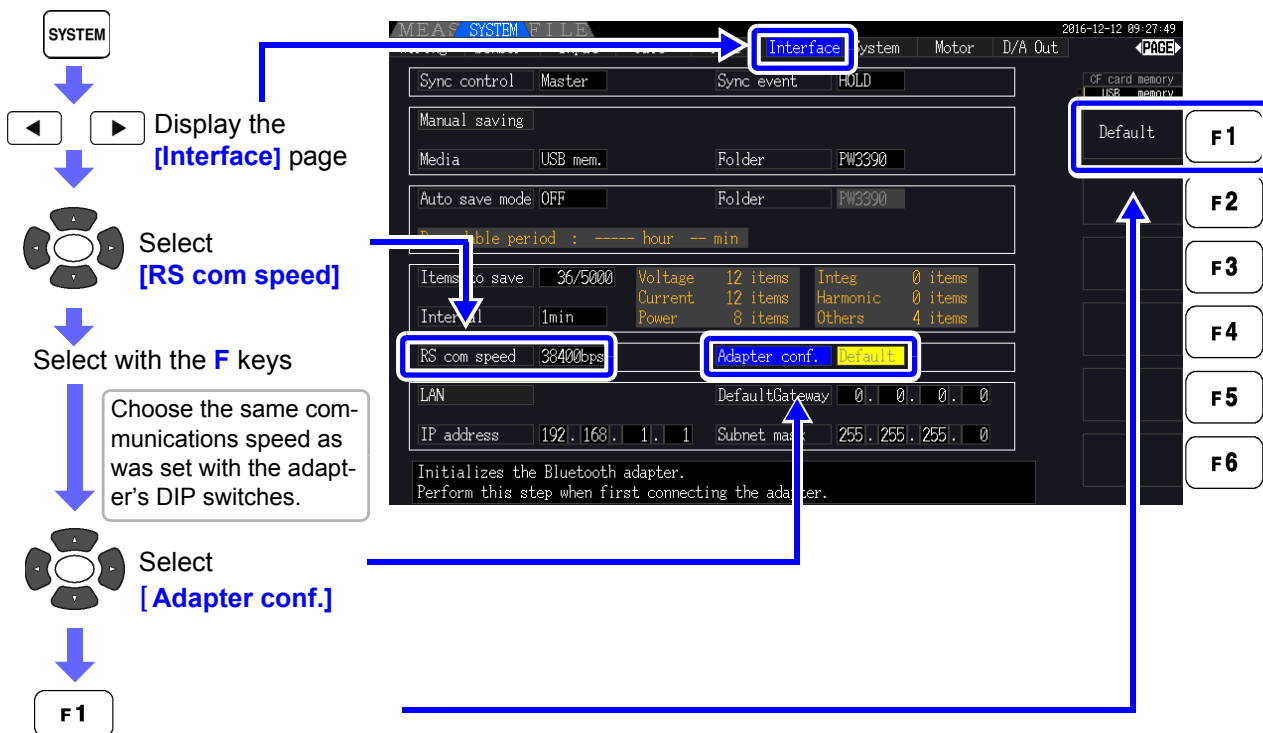 SYSTEM
Display the
[Interface] page
Select
[RS com speed]
Select with the F keys
Choose the same com-
munications speed as
was set with the adapt-
er's DIP switches.
Select
[Adapter conf.]
F1
MEAS SYSTEM FILE 2016-12-12 09:27:49
Interface System Motor D/A Out PAGE
Sync control Master Sync event HOLD
CF card memory
USB memory
Manual saving
Default F1
Media USB mem. Folder PW3390
Auto save mode OFF Folder PW3390
F2
period : ----- hour -- min
F3
Items to save 36/5000 Voltage 12 items Integ 0 items
Current 12 items Harmonic 0 items
Interval 1min Power 8 items Others 4 items
F4
RS com speed 38400bps Adapter conf. Default
LAN DefaultGateway 0. 0. 0. 0
F5
IP address 192.168. 1. 1 Subnet mask 255.255.255. 0
F6
Initializes the Bluetooth adapter.
Perform this step when first connecting the adapter.